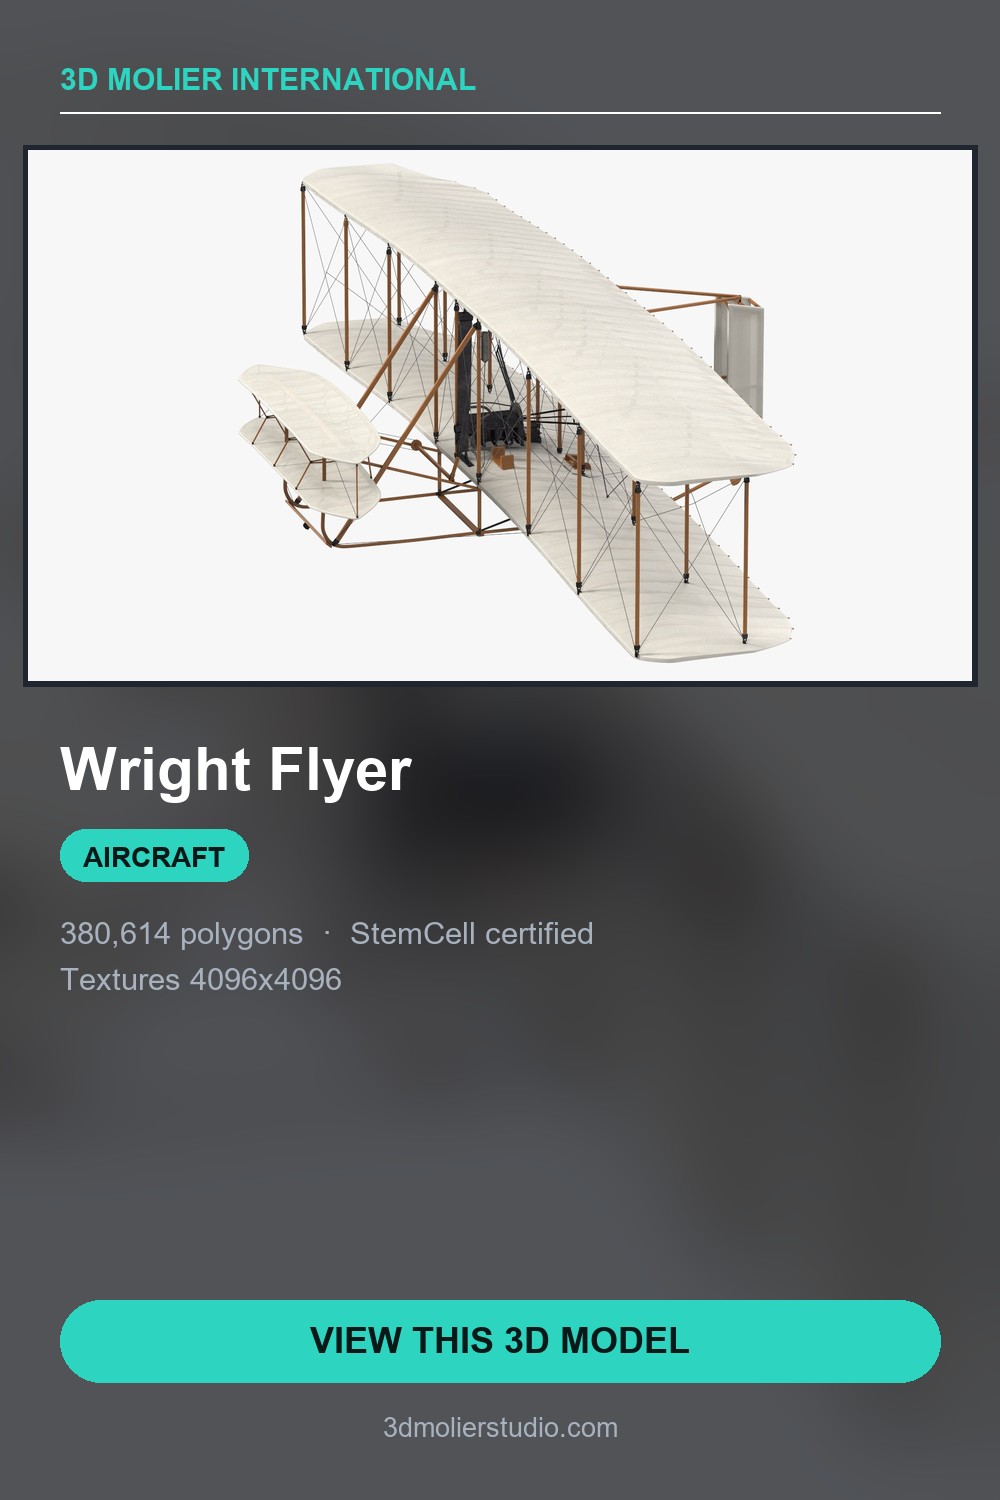 3D MOLIER INTERNATIONAL
Wright Flyer
AIRCRAFT
380,614 polygons · StemCell certified
Textures 4096x4096
VIEW THIS 3D MODEL
3dmolierstudio.com